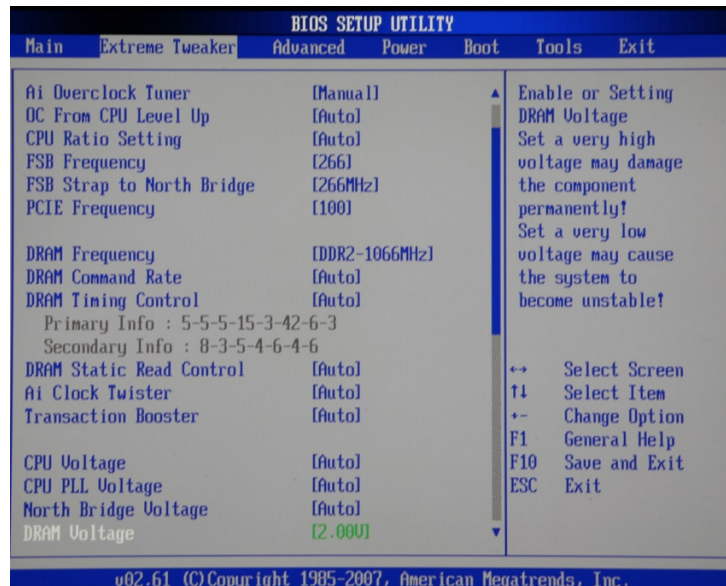 BIOS SETUP UTILITY
Main Extreme Tweaker Advanced Power Boot Tools Exit
Ai Overclock Tuner [Manual]
OC From CPU Level Up [Auto]
CPU Ratio Setting [Auto]
FSB Frequency [266]
FSB Strap to North Bridge [266MHz]
PCIE Frequency [100]
DRAM Frequency [DDR2-1066MHz]
DRAM Command Rate [Auto]
DRAM Timing Control [Auto]
Primary Info : 5-5-5-15-3-42-6-3
Secondary Info : 8-3-5-4-6-4-6
DRAM Static Read Control [Auto]
Ai Clock Twister [Auto]
Transaction Booster [Auto]
CPU Voltage [Auto]
CPU PLL Voltage [Auto]
North Bridge Voltage [Auto]
DRAM Voltage [2.00V]
Enable or Setting
DRAM Voltage
Set a very high
voltage may damage
the component
permanently!
Set a very low
voltage may cause
the system to
become unstable!
↔ Select Screen
↑↓ Select Item
+- Change Option
F1 General Help
F10 Save and Exit
ESC Exit
v02.61 (C)Copyright 1985-2007, American Megatrends, Inc.